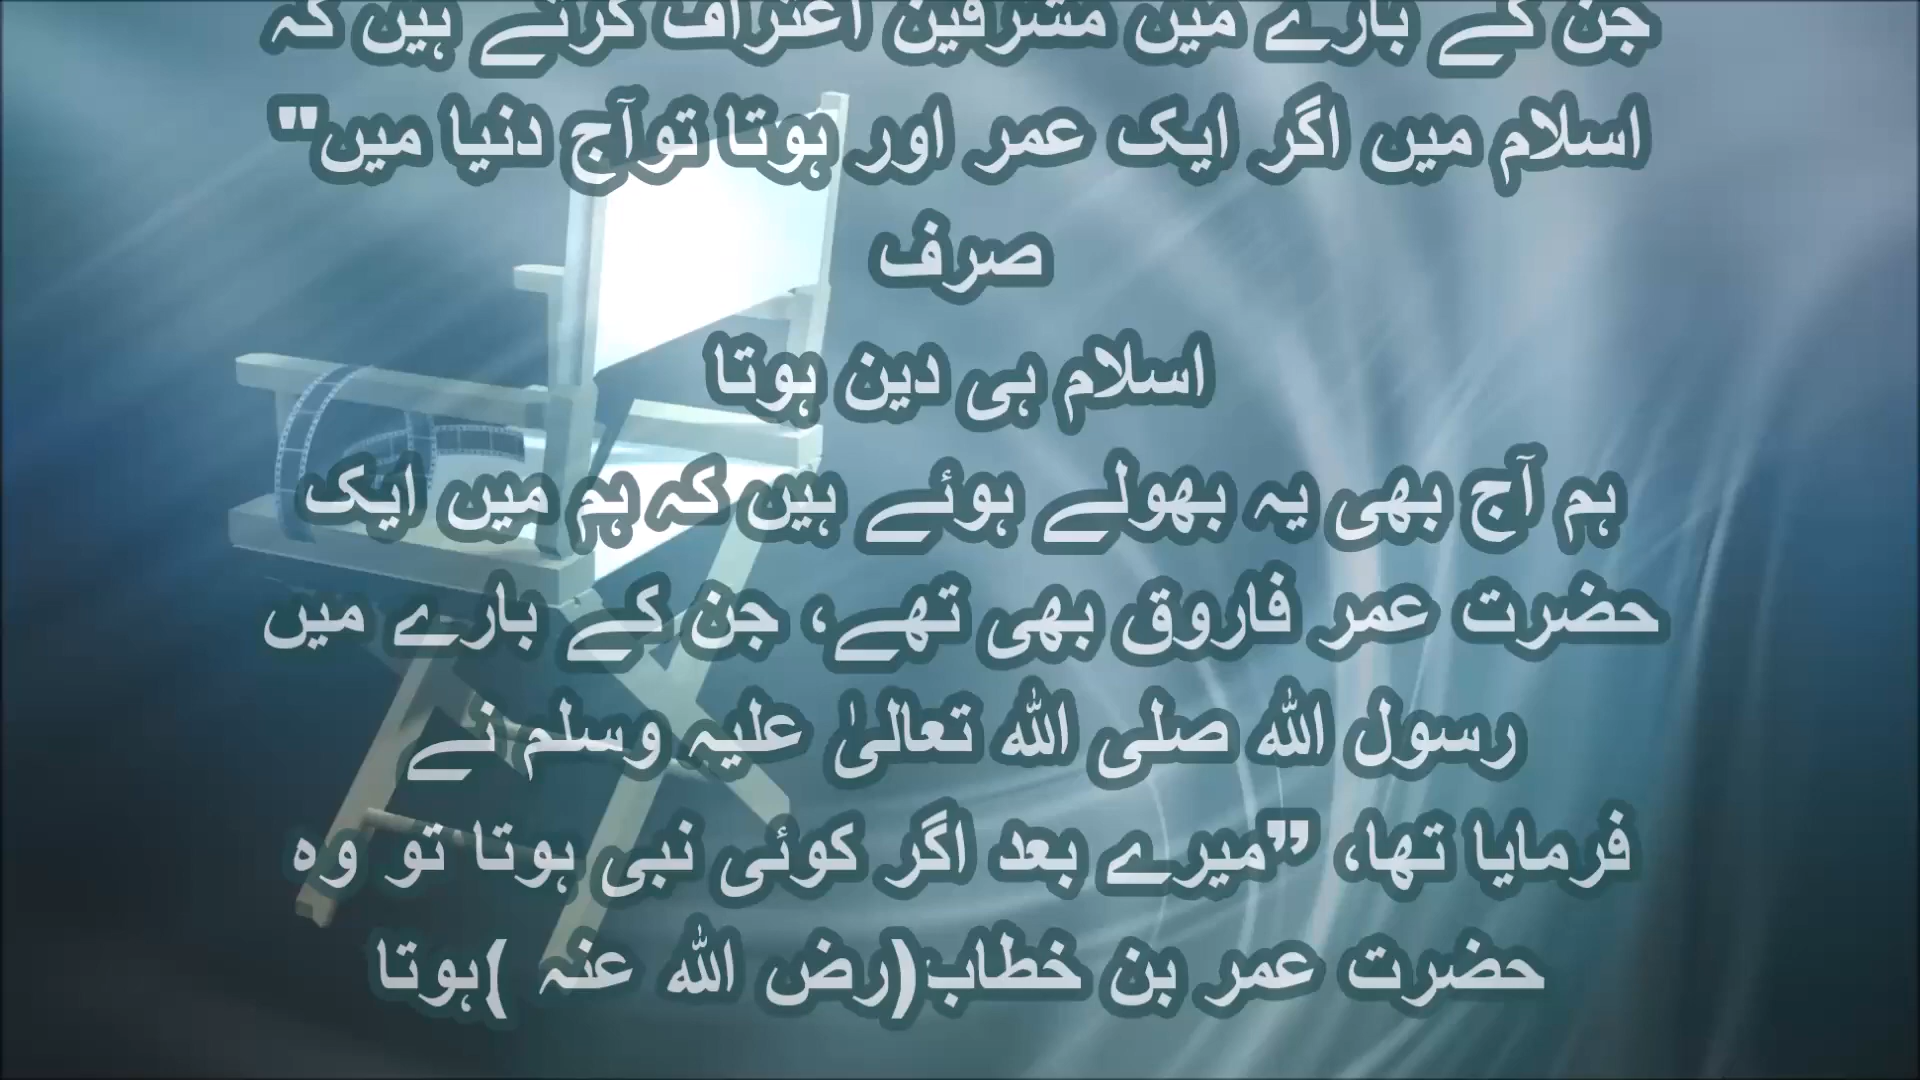 جن کے بارے میں مشرقین اعتراف کرتے ہیں کہ
اسلام میں اگر ایک عمر اور ہوتا توآج دنیا میں"
صرف
اسلام ہی دین ہوتا
ہم آج بھی یہ بھولے ہوئے ہیں کہ ہم میں ایک
حضرت عمر فاروق بھی تھے، جن کے بارے میں
رسول اللہ صلی اللہ تعالیٰ علیہ وسلم نے
فرمایا تھا، ”میرے بعد اگر کوئی نبی ہوتا تو وہ
حضرت عمر بن خطاب(رض اللہ عنہ )ہوتا